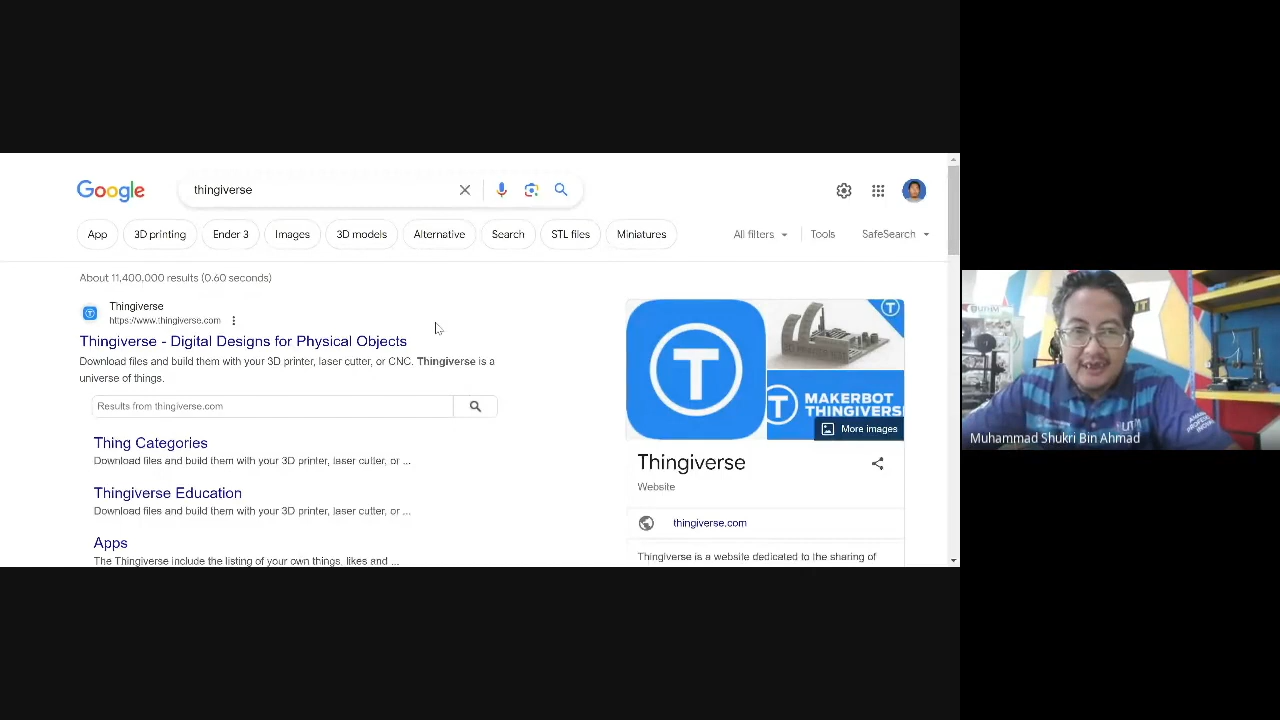 Google
thingiverse
App
3D printing
Ender 3
Images
3D models
Alternative
Search
STL files
Miniatures
All filters
Tools
SafeSearch
About 11,400,000 results (0.60 seconds)
Thingiverse
https://www.thingiverse.com
Thingiverse - Digital Designs for Physical Objects
Download files and build them with your 3D printer, laser cutter, or CNC. Thingiverse is a
universe of things.
Results from thingiverse.com
Thing Categories
Download files and build them with your 3D printer, laser cutter, or ...
Thingiverse Education
Download files and build them with your 3D printer, laser cutter, or ...
Apps
The Thingiverse include the listing of your own things, likes and ...
T
MAKERBOT
THINGIVERSE
More images
Thingiverse
Website
thingiverse.com
Thingiverse is a website dedicated to the sharing of
UTHM
Muhammad Shukri Bin Ahmad